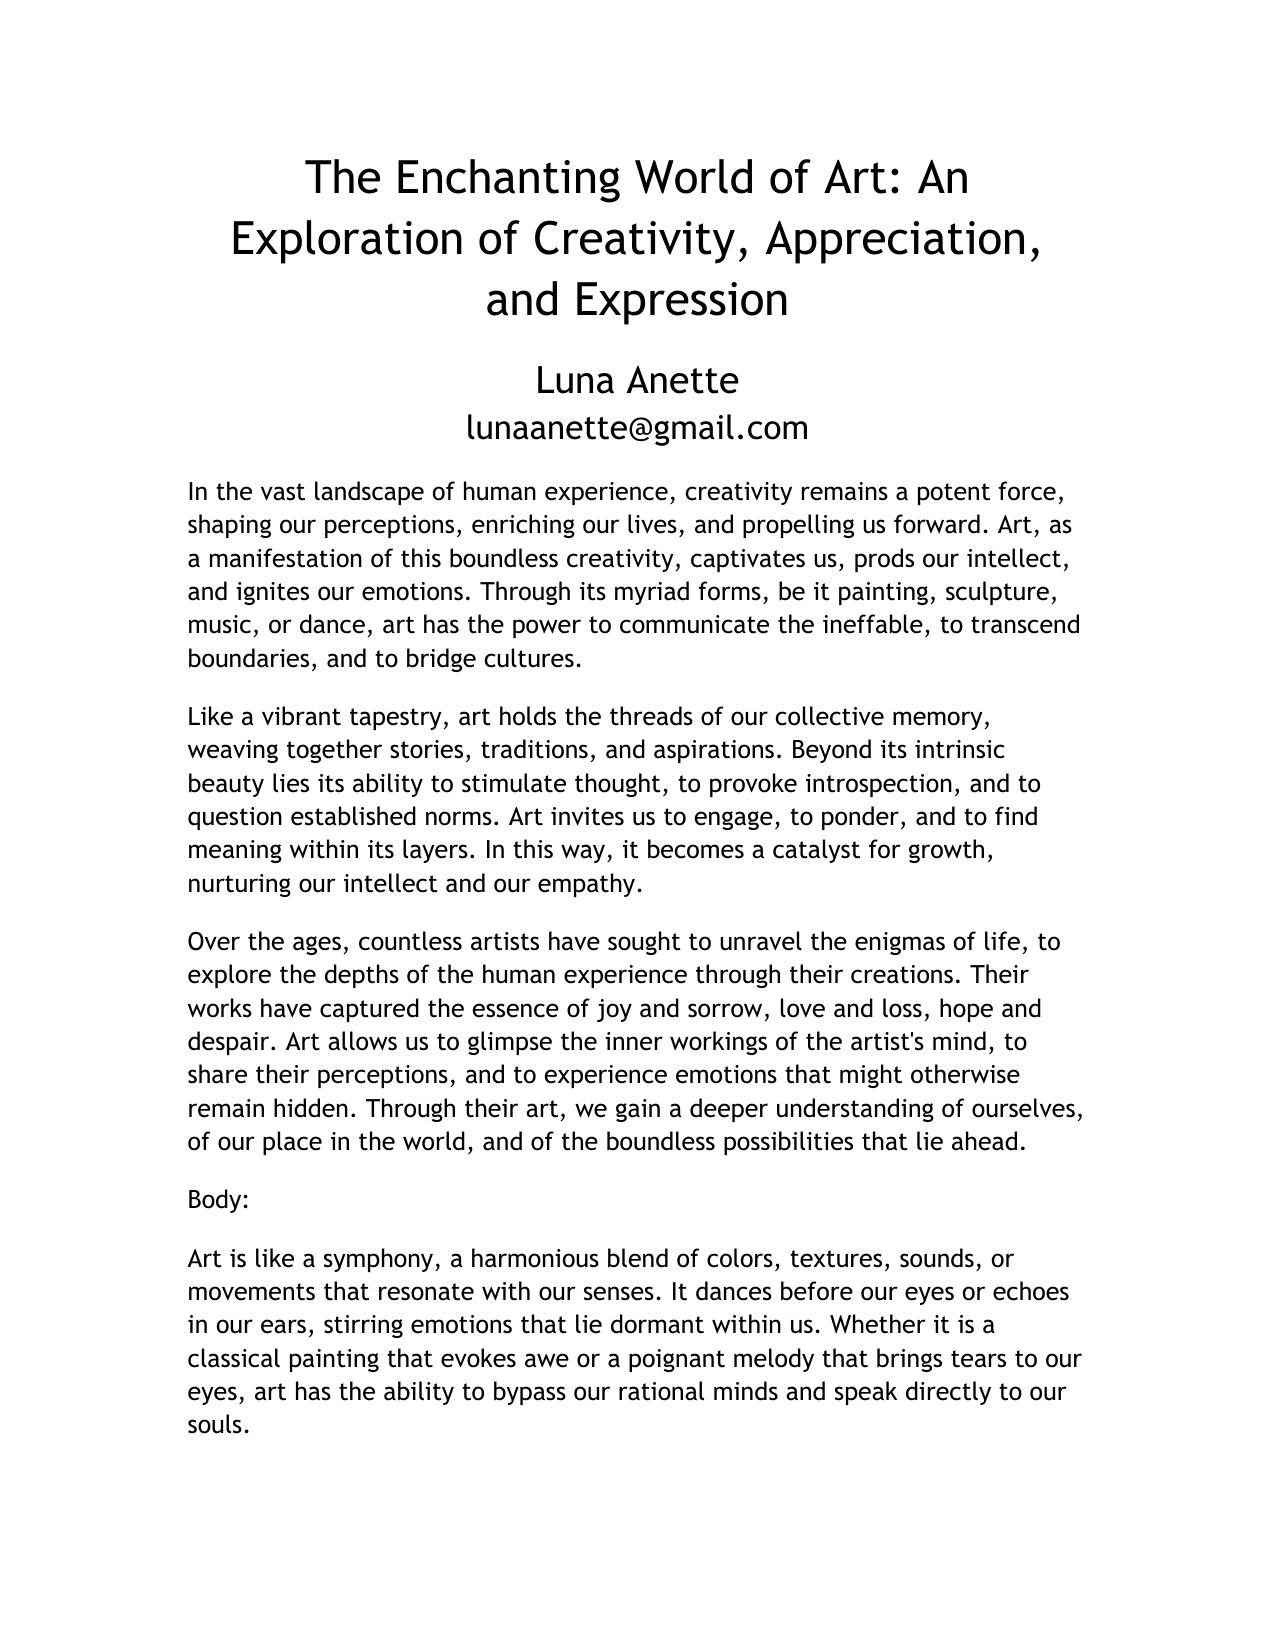 The Enchanting World of Art: An
Exploration of Creativity, Appreciation,
and Expression
Luna Anette
lunaanette@gmail.com
In the vast landscape of human experience, creativity remains a potent force,
shaping our perceptions, enriching our lives, and propelling us forward. Art, as
a manifestation of this boundless creativity, captivates us, prods our intellect,
and ignites our emotions. Through its myriad forms, be it painting, sculpture,
music, or dance, art has the power to communicate the ineffable, to transcend
boundaries, and to bridge cultures.
Like a vibrant tapestry, art holds the threads of our collective memory,
weaving together stories, traditions, and aspirations. Beyond its intrinsic
beauty lies its ability to stimulate thought, to provoke introspection, and to
question established norms. Art invites us to engage, to ponder, and to find
meaning within its layers. In this way, it becomes a catalyst for growth,
nurturing our intellect and our empathy.
Over the ages, countless artists have sought to unravel the enigmas of life, to
explore the depths of the human experience through their creations. Their
works have captured the essence of joy and sorrow, love and loss, hope and
despair. Art allows us to glimpse the inner workings of the artist's mind, to
share their perceptions, and to experience emotions that might otherwise
remain hidden. Through their art, we gain a deeper understanding of ourselves,
of our place in the world, and of the boundless possibilities that lie ahead.
Body:
Art is like a symphony, a harmonious blend of colors, textures, sounds, or
movements that resonate with our senses. It dances before our eyes or echoes
in our ears, stirring emotions that lie dormant within us. Whether it is a
classical painting that evokes awe or a poignant melody that brings tears to our
eyes, art has the ability to bypass our rational minds and speak directly to our
souls.